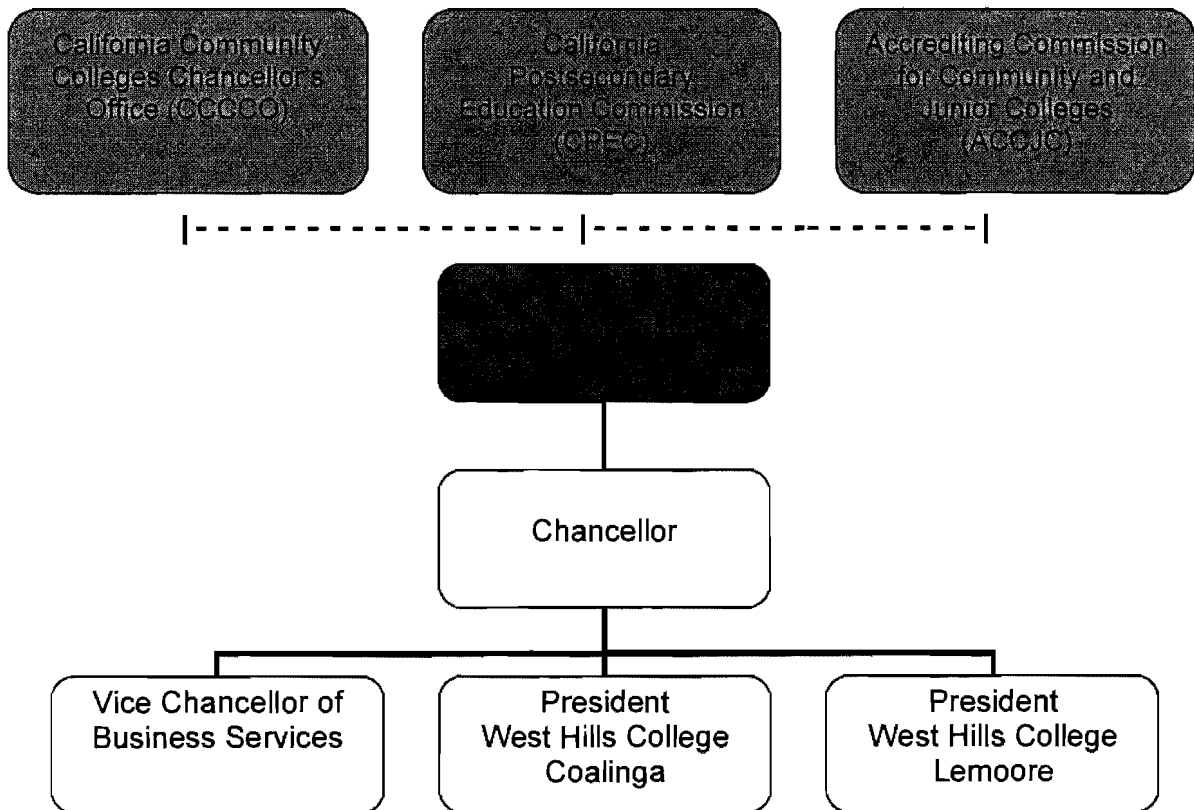 California Community
Colleges Chancellor's
Office (CCCCO)
California
Postsecondary
Education Commission
(CPEC)
Accrediting Commission
for Community and
Junior Colleges
(ACCJC)
Chancellor
Vice Chancellor of
Business Services
President
West Hills College
Coalinga
President
West Hills College
Lemoore